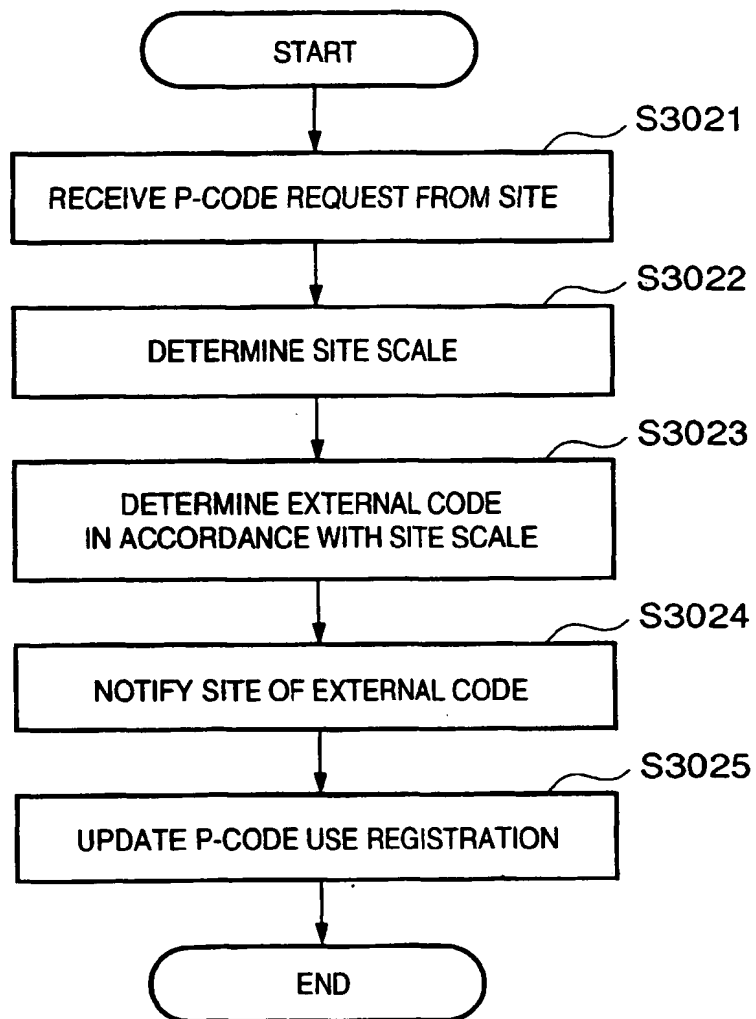 START
S3021
RECEIVE P-CODE REQUEST FROM SITE
S3022
DETERMINE SITE SCALE
S3023
DETERMINE EXTERNAL CODE
IN ACCORDANCE WITH SITE SCALE
S3024
NOTIFY SITE OF EXTERNAL CODE
S3025
UPDATE P-CODE USE REGISTRATION
END